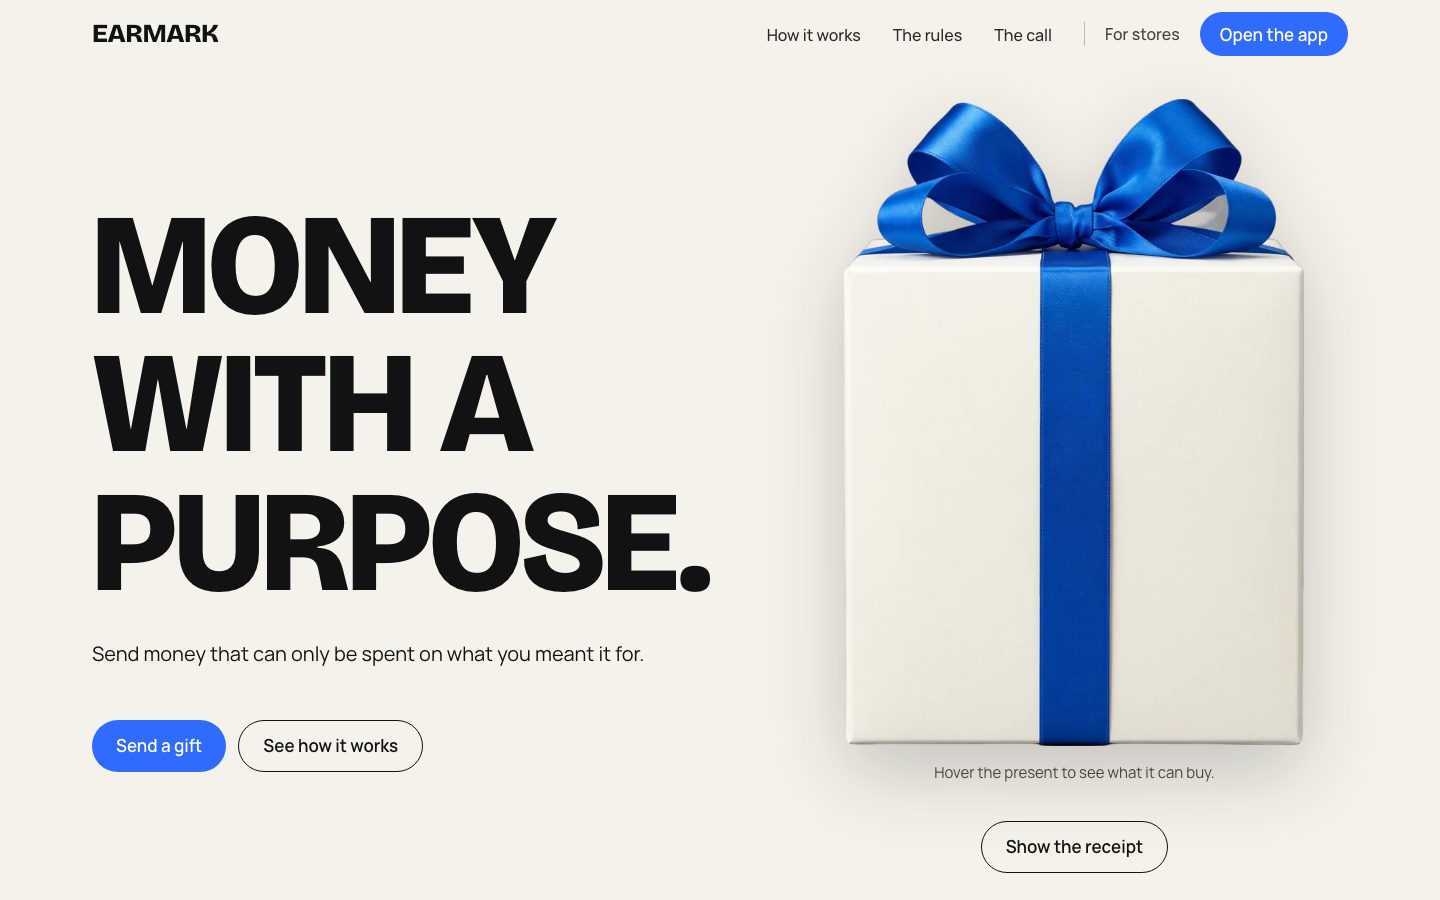 EARMARK
How it works
The rules
The call
For stores
Open the app
MONEY
WITH A
PURPOSE.
Send money that can only be spent on what you meant it for.
Send a gift
See how it works
Hover the present to see what it can buy.
Show the receipt